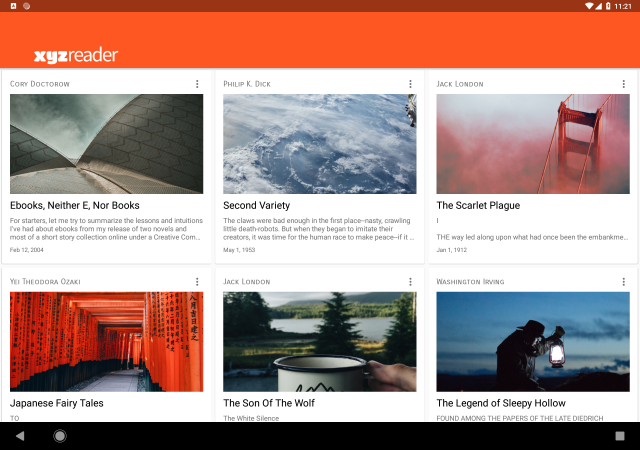 11:21
xyzreader
Cory Doctorow
Ebooks, Neither E, Nor Books
For starters, let me try to summarize the lessons and intuitions
I've had about ebooks from my release of two novels and
most of a short story collection online under a Creative Com...
Feb 12, 2004
Philip K. Dick
Second Variety
The claws were bad enough in the first place--nasty, crawling
little death-robots. But when they began to imitate their
creators, it was time for the human race to make peace--if it ...
May 1, 1953
Jack London
The Scarlet Plague
I
THE way led along upon what had once been the embankme...
Jan 1, 1912
Yei Theodora Ozaki
八月吉日建之
Japanese Fairy Tales
TO
Jack London
The Son Of The Wolf
The White Silence
Washington Irving
The Legend of Sleepy Hollow
FOUND AMONG THE PAPERS OF THE LATE DIEDRICH